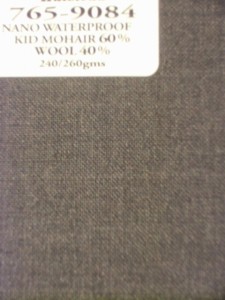 765-9084
NANO WATERPROOF
KID MOHAIR 60%
WOOL 40%
240/260gms